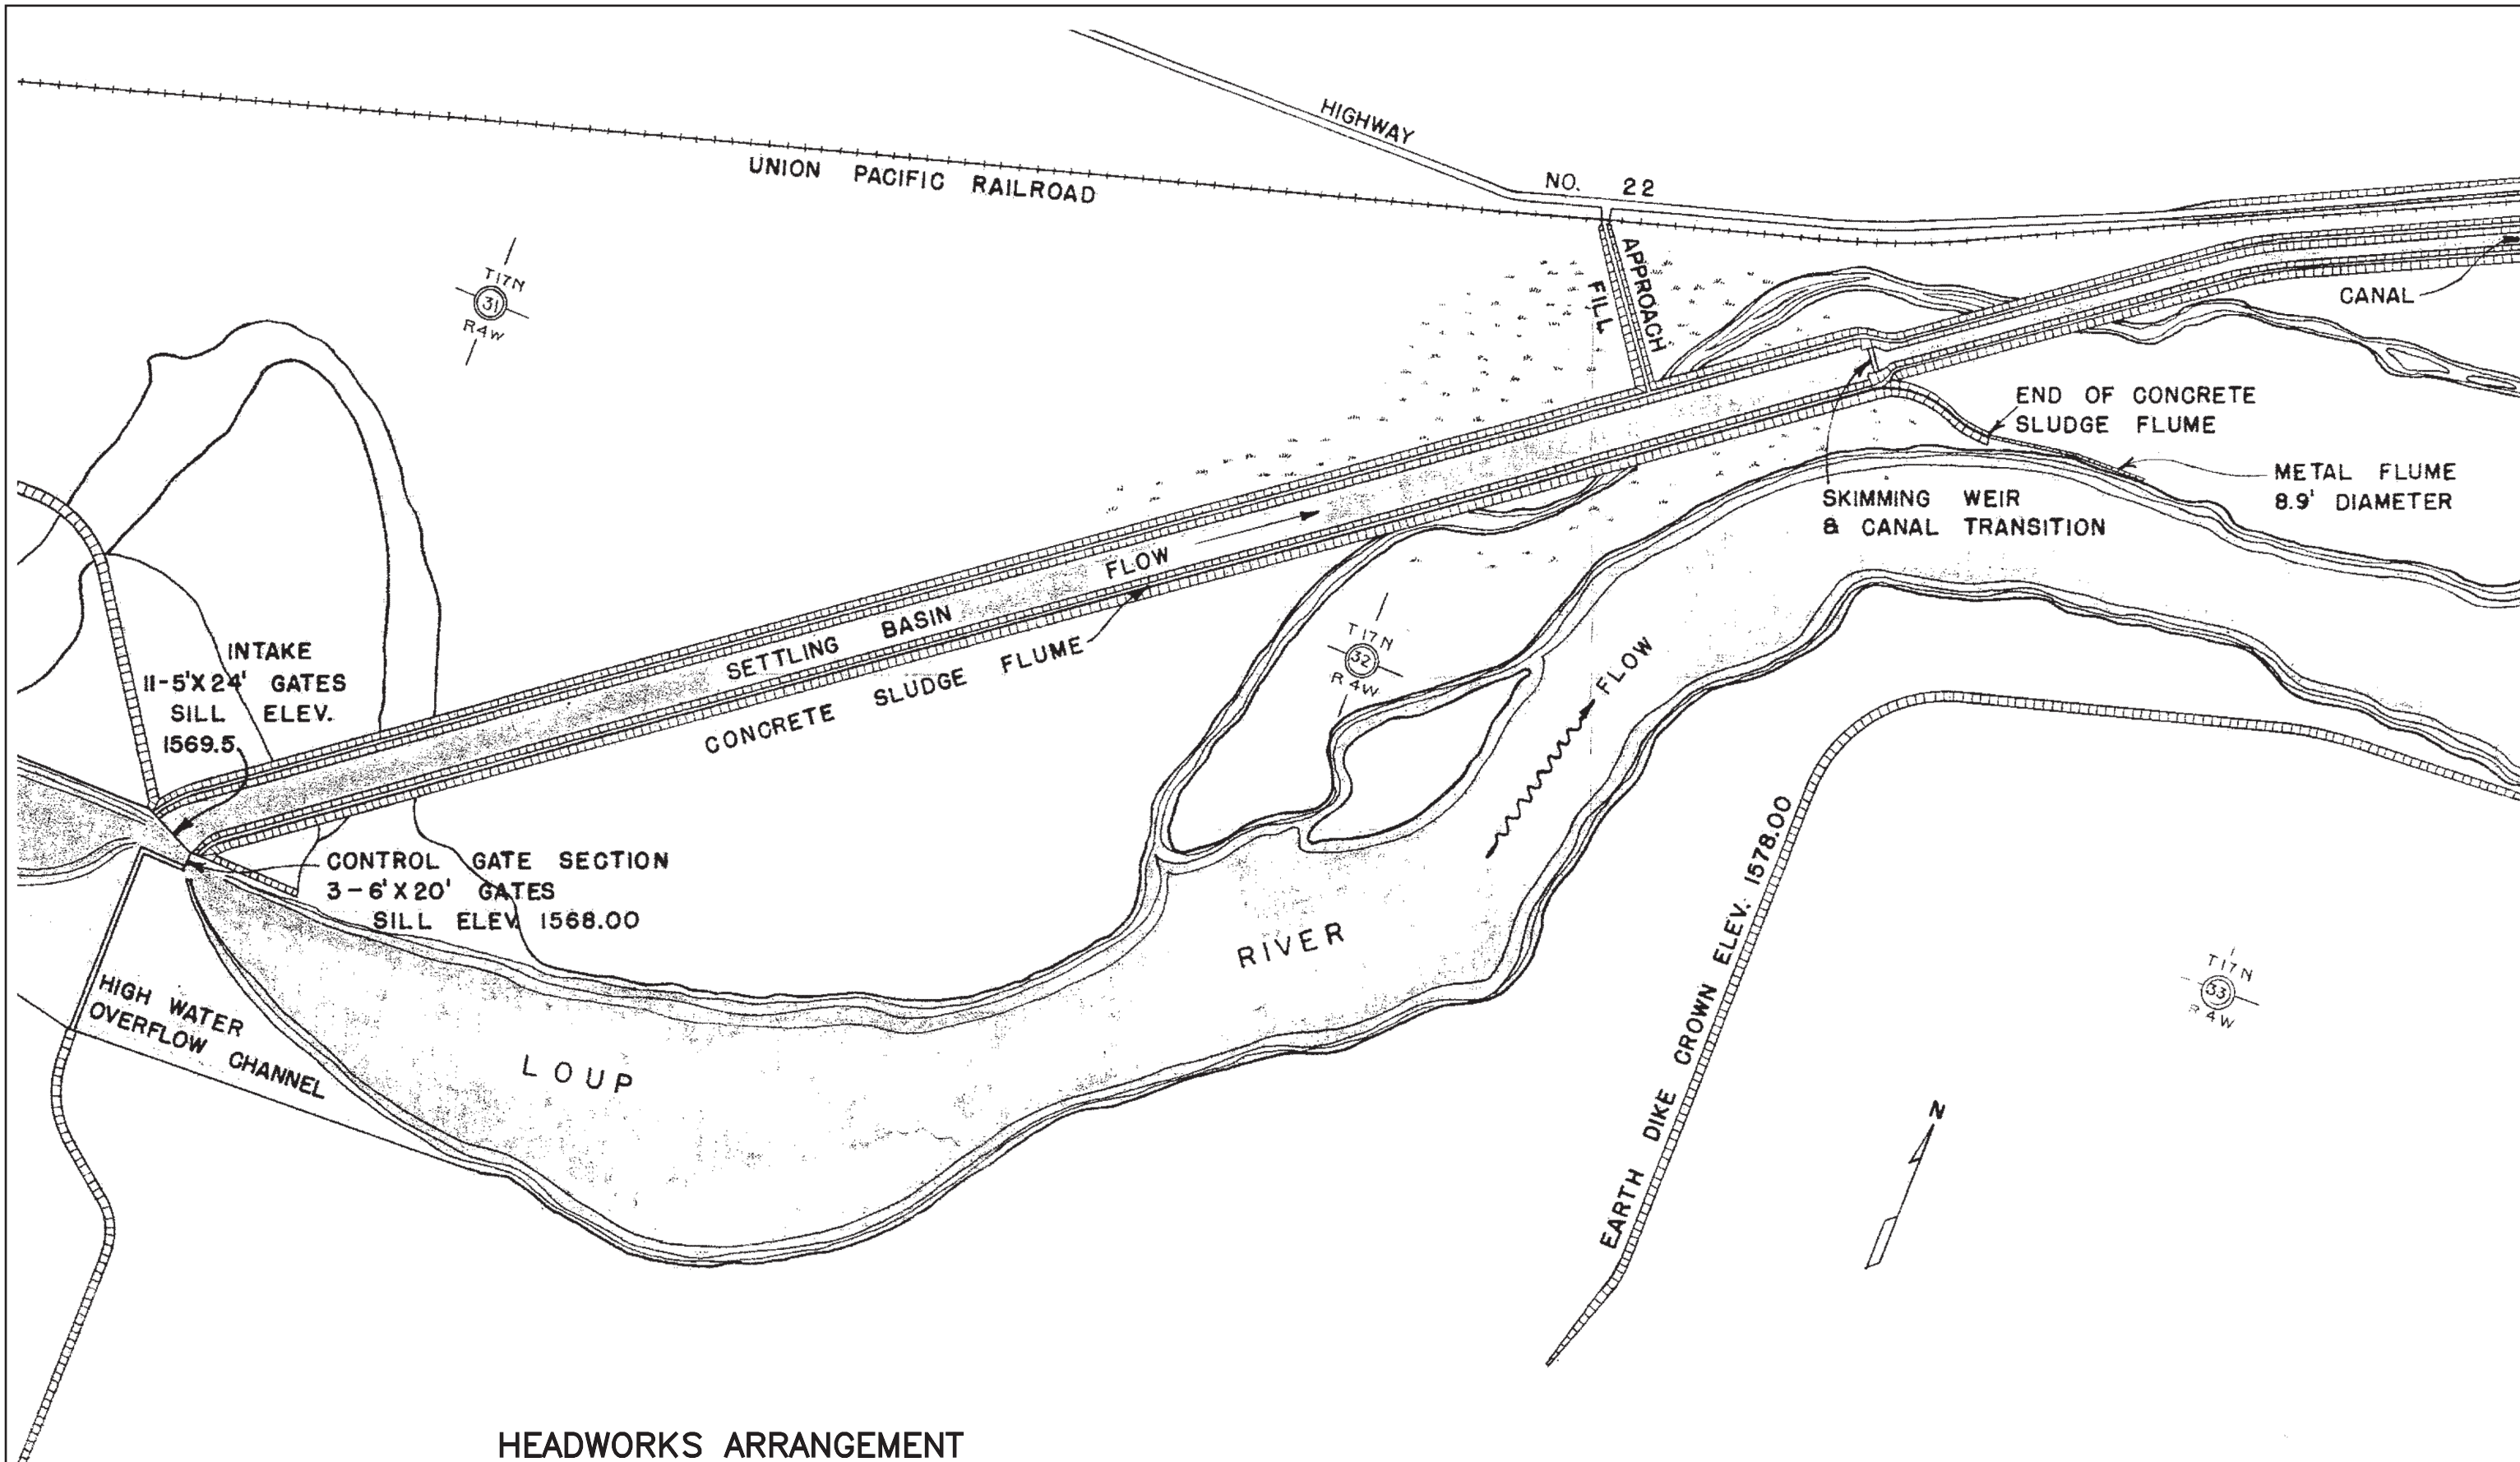 HIGHWAY
NO. 22
UNION PACIFIC RAILROAD
APPROACH
FILL
T17N
31
R4W
CANAL
END OF CONCRETE
SLUDGE FLUME
METAL FLUME
8.9' DIAMETER
SKIMMING WEIR
& CANAL TRANSITION
FLOW
SETTLING BASIN
CONCRETE SLUDGE FLUME
INTAKE
11-5'X24' GATES
SILL ELEV.
1569.5
T17N
32
R4W
FLOW
CONTROL GATE SECTION
3-6'X20' GATES
SILL ELEV. 1568.00
HIGH WATER
OVERFLOW CHANNEL
LOUP
RIVER
EARTH DIKE CROWN ELEV. 1578.00
T17N
33
R4W
N
HEADWORKS ARRANGEMENT